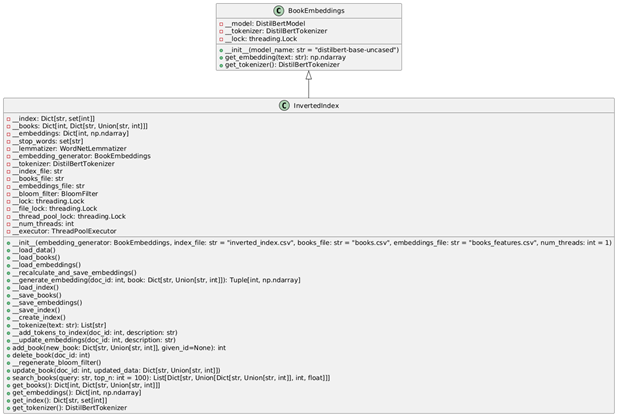 C BookEmbeddings
__model: DistilBertModel
__tokenizer: DistilBertTokenizer
__lock: threading.Lock
__init__(model_name: str = "distilbert-base-uncased")
get_embedding(text: str): np.ndarray
get_tokenizer(): DistilBertTokenizer
C InvertedIndex
__index: Dict[str, set[int]]
__books: Dict[int, Dict[str, Union[str, int]]]
__embeddings: Dict[int, np.ndarray]
__stop_words: set[str]
__lemmatizer: WordNetLemmatizer
__embedding_generator: BookEmbeddings
__tokenizer: DistilBertTokenizer
__index_file: str
__books_file: str
__embeddings_file: str
__bloom_filter: BloomFilter
__lock: threading.Lock
__file_lock: threading.Lock
__thread_pool_lock: threading.Lock
__num_threads: int
__executor: ThreadPoolExecutor
__init__(embedding_generator: BookEmbeddings, index_file: str = "inverted_index.csv", books_file: str = "books.csv", embeddings_file: str = "books_features.csv", num_threads: int = 1)
__load_data()
__load_books()
__load_embeddings()
__recalculate_and_save_embeddings()
__generate_embedding(doc_id: int, book: Dict[str, Union[str, int]]): Tuple[int, np.ndarray]
__load_index()
__save_books()
__save_embeddings()
__save_index()
__create_index()
__tokenize(text: str): List[str]
__add_tokens_to_index(doc_id: int, description: str)
__update_embeddings(doc_id: int, description: str)
add_book(new_book: Dict[str, Union[str, int]], given_id=None): int
delete_book(doc_id: int)
__regenerate_bloom_filter()
update_book(doc_id: int, updated_data: Dict[str, Union[str, int]])
search_books(query: str, top_n: int = 100): List[Dict[str, Union[Dict[str, Union[str, int]], int, float]]]
get_books(): Dict[int, Dict[str, Union[str, int]]]
get_embeddings(): Dict[int, np.ndarray]
get_index(): Dict[str, set[int]]
get_tokenizer(): DistilBertTokenizer